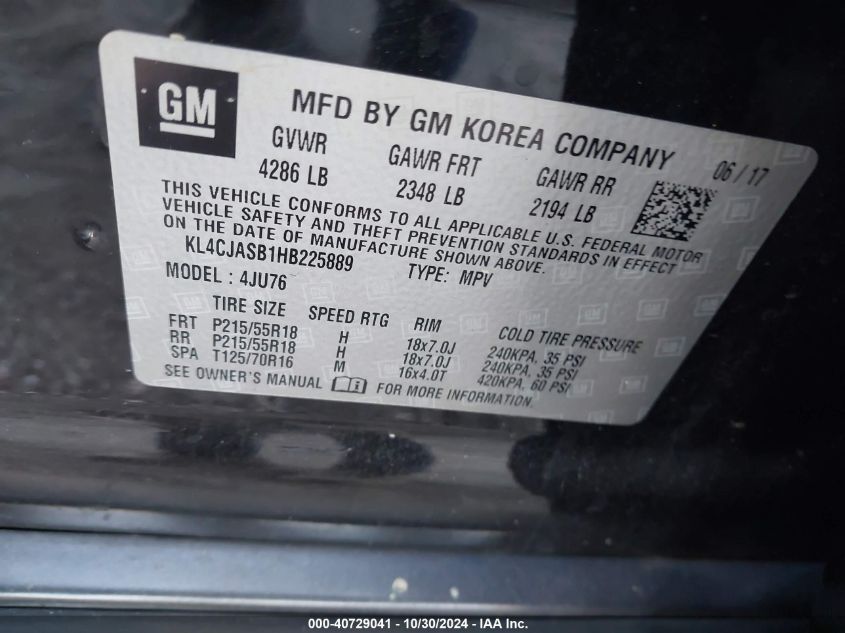 GM
MFD BY GM KOREA COMPANY 06/17
GVWR GAWR FRT GAWR RR
4286 LB 2348 LB 2194 LB
THIS VEHICLE CONFORMS TO ALL APPLICABLE U.S. FEDERAL MOTOR
VEHICLE SAFETY AND THEFT PREVENTION STANDARDS IN EFFECT
ON THE DATE OF MANUFACTURE SHOWN ABOVE.
KL4CJASB1HB225889 TYPE: MPV
MODEL : 4JU76
TIRE SIZE SPEED RTG RIM COLD TIRE PRESSURE
FRT P215/55R18 H 18x7.0J 240KPA, 35 PSI
RR P215/55R18 H 18x7.0J 240KPA, 35 PSI
SPA T125/70R16 M 16x4.0T 420KPA, 60 PSI
SEE OWNER'S MANUAL FOR MORE INFORMATION.
000-40729041 - 10/30/2024 - IAA Inc.